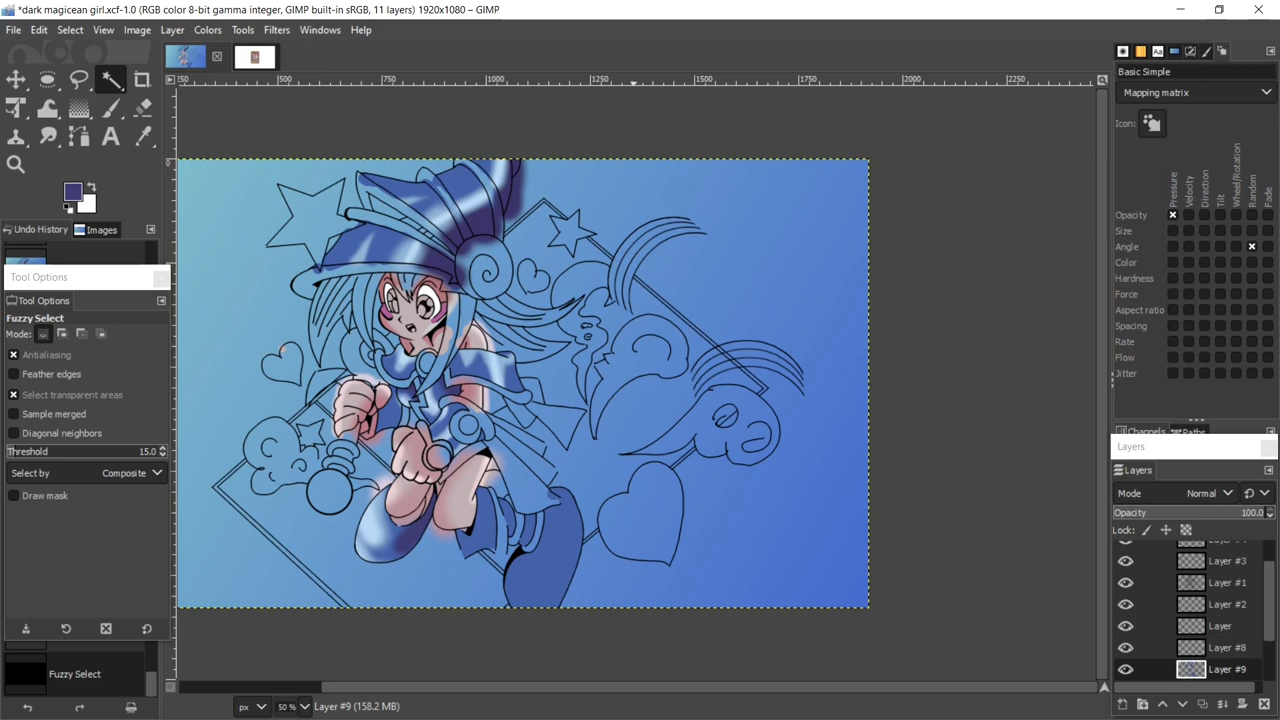 *dark magicean girl.xcf-1.0 (RGB color 8-bit gamma integer, GIMP built-in sRGB, 11 layers) 1920x1080 – GIMP
File Edit Select View Image Layer Colors Tools Filters Windows Help
500 750 1000 1250 1500 1750 2000 2250
0
Undo History Images
Tool Options
Tool Options
Fuzzy Select
Mode:
Antialiasing
Feather edges
Select transparent areas
Sample merged
Diagonal neighbors
Threshold 15.0
Select by Composite
Draw mask
Fuzzy Select
px 50 % Layer #9 (158.2 MB)
Basic Simple
Mapping matrix
Icon:
Pressure Velocity Direction Tilt Wheel/Rotation Random Fade
Opacity
Size
Angle
Color
Hardness
Force
Aspect ratio
Spacing
Rate
Flow
Jitter
Channels Paths
Layers
Layers
Mode Normal
Opacity 100.0
Lock:
Layer #3
Layer #1
Layer #2
Layer
Layer #8
Layer #9